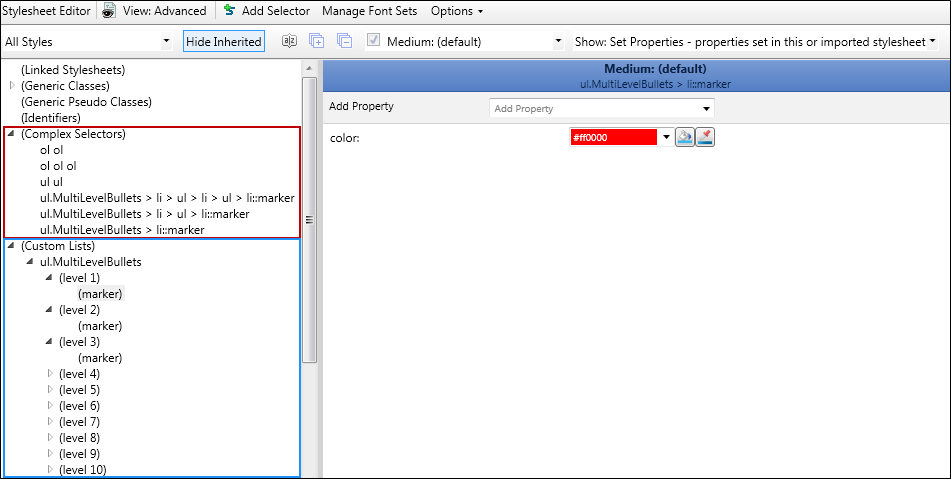 Stylesheet Editor View: Advanced Add Selector Manage Font Sets Options
All Styles Hide Inherited Medium: (default) Show: Set Properties - properties set in this or imported stylesheet
(Linked Stylesheets)
(Generic Classes)
(Generic Pseudo Classes)
(Identifiers)
(Complex Selectors)
ol ol
ol ol ol
ul ul
ul.MultiLevelBullets > li > ul > li > ul > li::marker
ul.MultiLevelBullets > li > ul > li::marker
ul.MultiLevelBullets > li::marker
(Custom Lists)
ul.MultiLevelBullets
(level 1)
(marker)
(level 2)
(marker)
(level 3)
(marker)
(level 4)
(level 5)
(level 6)
(level 7)
(level 8)
(level 9)
(level 10)
Medium: (default)
ul.MultiLevelBullets > li::marker
Add Property Add Property
color: #ff0000